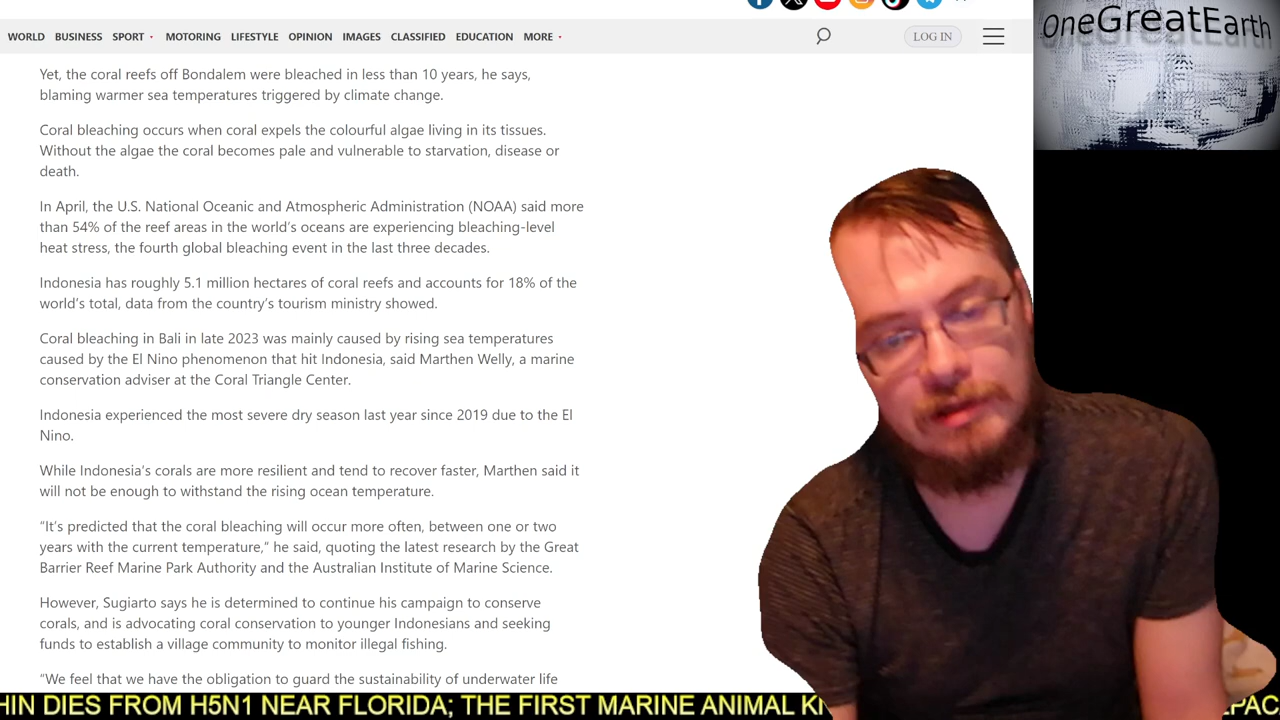 WORLD BUSINESS SPORT MOTORING LIFESTYLE OPINION IMAGES CLASSIFIED EDUCATION MORE LOG IN
OneGreatEarth
Yet, the coral reefs off Bondalem were bleached in less than 10 years, he says,
blaming warmer sea temperatures triggered by climate change.
Coral bleaching occurs when coral expels the colourful algae living in its tissues.
Without the algae the coral becomes pale and vulnerable to starvation, disease or
death.
In April, the U.S. National Oceanic and Atmospheric Administration (NOAA) said more
than 54% of the reef areas in the world’s oceans are experiencing bleaching-level
heat stress, the fourth global bleaching event in the last three decades.
Indonesia has roughly 5.1 million hectares of coral reefs and accounts for 18% of the
world’s total, data from the country’s tourism ministry showed.
Coral bleaching in Bali in late 2023 was mainly caused by rising sea temperatures
caused by the El Nino phenomenon that hit Indonesia, said Marthen Welly, a marine
conservation adviser at the Coral Triangle Center.
Indonesia experienced the most severe dry season last year since 2019 due to the El
Nino.
While Indonesia’s corals are more resilient and tend to recover faster, Marthen said it
will not be enough to withstand the rising ocean temperature.
“It’s predicted that the coral bleaching will occur more often, between one or two
years with the current temperature,” he said, quoting the latest research by the Great
Barrier Reef Marine Park Authority and the Australian Institute of Marine Science.
However, Sugiarto says he is determined to continue his campaign to conserve
corals, and is advocating coral conservation to younger Indonesians and seeking
funds to establish a village community to monitor illegal fishing.
“We feel that we have the obligation to guard the sustainability of underwater life
HIN DIES FROM H5N1 NEAR FLORIDA; THE FIRST MARINE ANIMAL KI